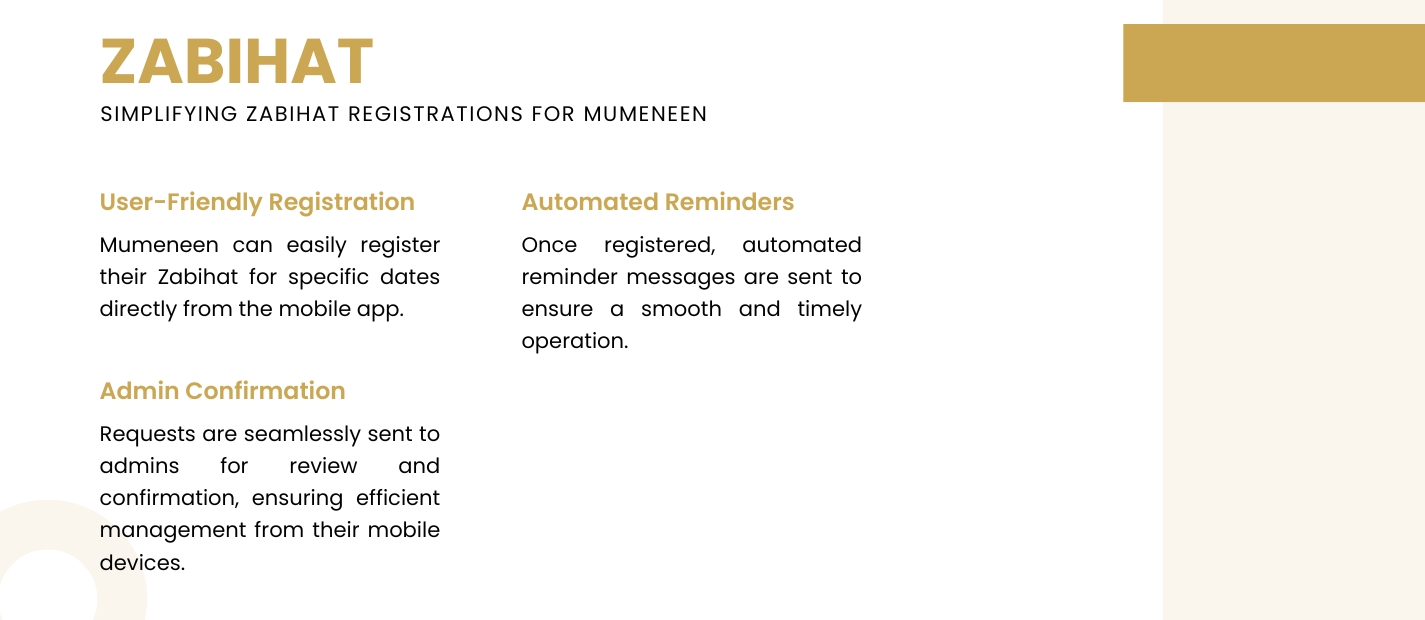 ZABIHAT
SIMPLIFYING ZABIHAT REGISTRATIONS FOR MUMENEEN
User-Friendly Registration
Mumeneen can easily register
their Zabihat for specific dates
directly from the mobile app.
Admin Confirmation
Requests are seamlessly sent to
admins for review and
confirmation, ensuring efficient
management from their mobile
devices.
Automated Reminders
Once registered, automated
reminder messages are sent to
ensure a smooth and timely
operation.